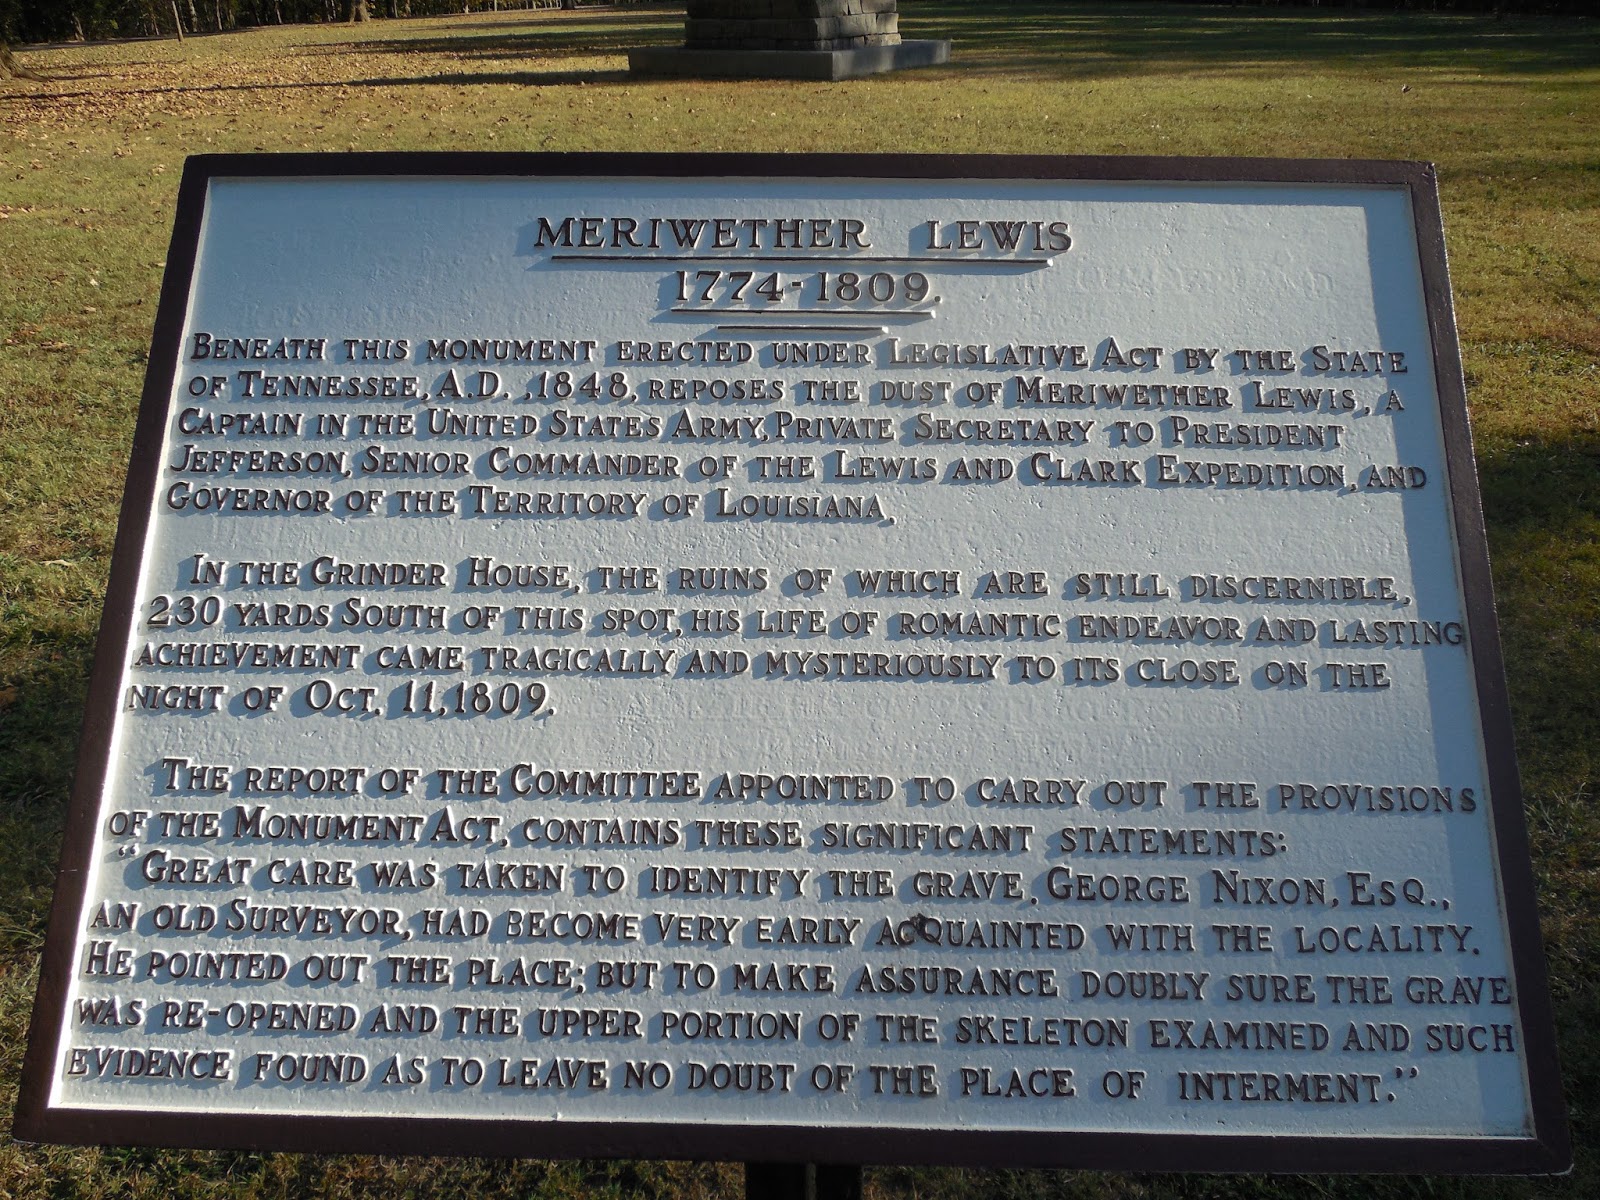 MERIWETHER LEWIS
1774-1809.
BENEATH THIS MONUMENT ERECTED UNDER LEGISLATIVE ACT BY THE STATE
OF TENNESSEE, A.D., 1848, REPOSES THE DUST OF MERIWETHER LEWIS, A
CAPTAIN IN THE UNITED STATES ARMY, PRIVATE SECRETARY TO PRESIDENT
JEFFERSON, SENIOR COMMANDER OF THE LEWIS AND CLARK EXPEDITION, AND
GOVERNOR OF THE TERRITORY OF LOUISIANA.
IN THE GRINDER HOUSE, THE RUINS OF WHICH ARE STILL DISCERNIBLE,
230 YARDS SOUTH OF THIS SPOT, HIS LIFE OF ROMANTIC ENDEAVOR AND LASTING
ACHIEVEMENT CAME TRAGICALLY AND MYSTERIOUSLY TO ITS CLOSE ON THE
NIGHT OF OCT. 11, 1809.
THE REPORT OF THE COMMITTEE APPOINTED TO CARRY OUT THE PROVISIONS
OF THE MONUMENT ACT, CONTAINS THESE SIGNIFICANT STATEMENTS:
"GREAT CARE WAS TAKEN TO IDENTIFY THE GRAVE. GEORGE NIXON, ESQ.,
AN OLD SURVEYOR, HAD BECOME VERY EARLY ACQUAINTED WITH THE LOCALITY.
HE POINTED OUT THE PLACE; BUT TO MAKE ASSURANCE DOUBLY SURE THE GRAVE
WAS RE-OPENED AND THE UPPER PORTION OF THE SKELETON EXAMINED AND SUCH
EVIDENCE FOUND AS TO LEAVE NO DOUBT OF THE PLACE OF INTERMENT."